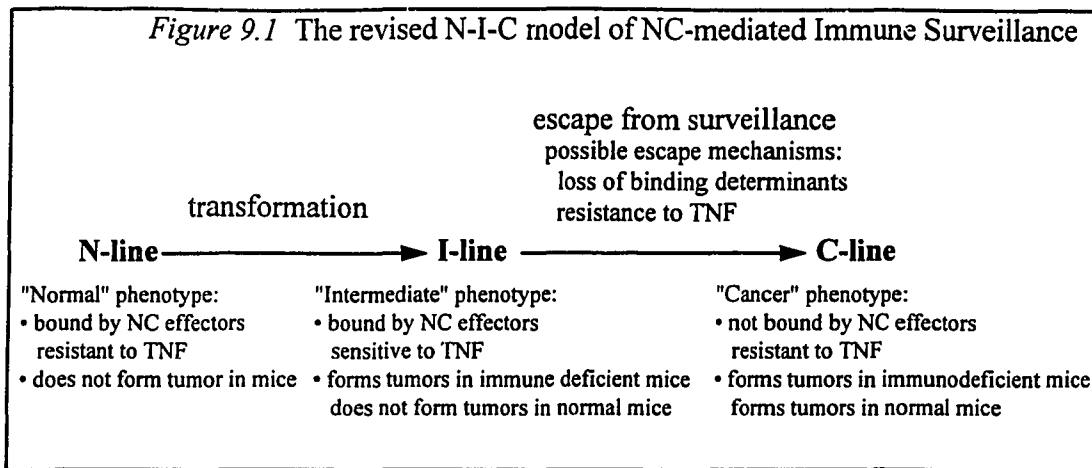 Figure 9.1 The revised N-I-C model of NC-mediated Immune Surveillance
escape from surveillance
possible escape mechanisms:
loss of binding determinants
resistance to TNF
transformation
N-line
I-line
C-line
"Normal" phenotype:
• bound by NC effectors
resistant to TNF
• does not form tumor in mice
"Intermediate" phenotype:
• bound by NC effectors
sensitive to TNF
• forms tumors in immune deficient mice
does not form tumors in normal mice
"Cancer" phenotype:
• not bound by NC effectors
resistant to TNF
• forms tumors in immunodeficient mice
forms tumors in normal mice